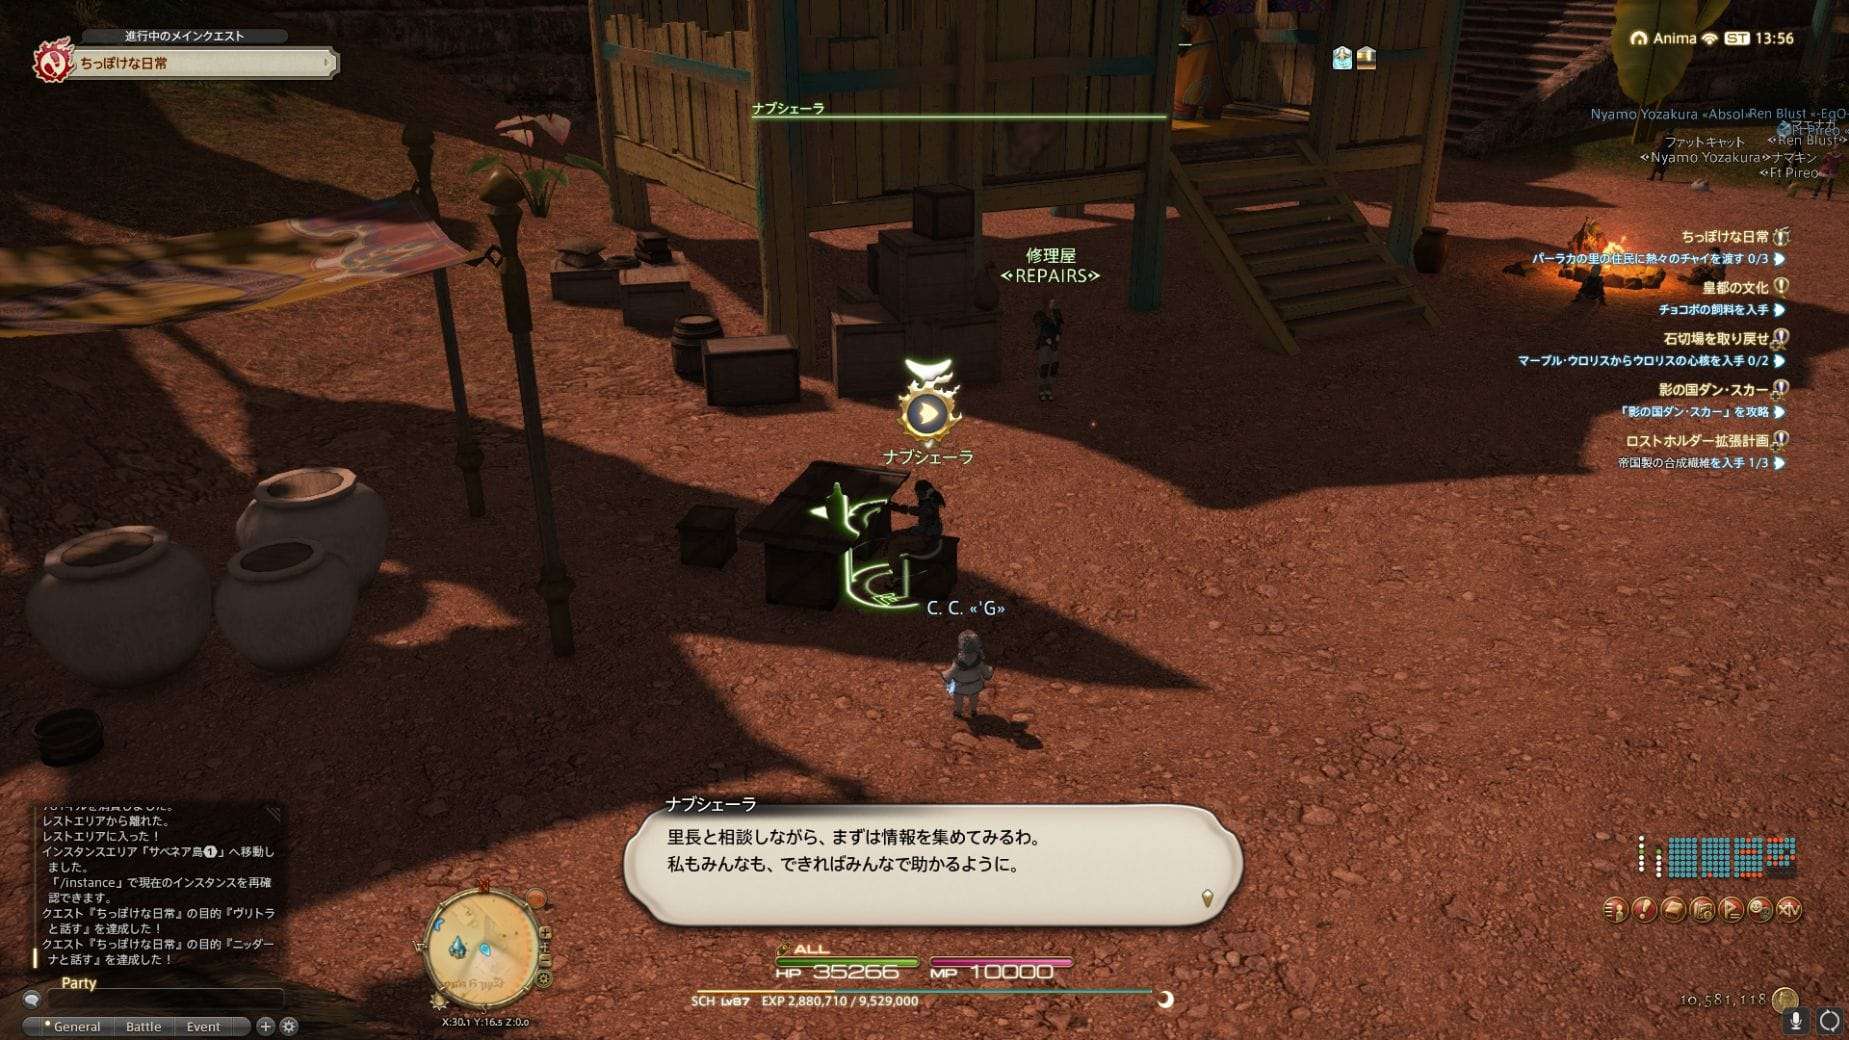 進行中のメインクエスト
ちっぽけな日常
Anima ST 13:56
ナブシェーラ
Nyamo Yozakura «Absol»
Ren Blust
ファットキャット
«Ren Blust»
«Nyamo Yozakura»
ナマキン
«Ft Pireo»
修理屋
«REPAIRS»
ちっぽけな日常
パーラカの里の住民に熱々のチャイを渡す 0/3
皇都の文化
チョコボの飼料を入手
石切場を取り戻せ
マーブル・ウロリスからウロリスの心核を入手 0/2
影の国ダン・スカー
「影の国ダン・スカー」を攻略
ロストホルダー拡張計画
帝国製の合成繊維を入手 1/3
ナブシェーラ
C. C. «'G»
ナブシェーラ
里長と相談しながら、まずは情報を集めてみるわ。
私もみんなも、できればみんなで助かるように。
レストエリアから離れた。
レストエリアに入った！
インスタンスエリア「サベネア島❶」へ移動し
ました。
「/instance」で現在のインスタンスを再確
認できます。
クエスト『ちっぽけな日常』の目的『ヴリトラ
と話す』を達成した！
クエスト『ちっぽけな日常』の目的『ニッダー
ナと話す』を達成した！
Party
General Battle Event
X:30.1 Y:16.5 Z:0.0
ALL
HP 35266 MP 10000
SCH Lv87 EXP 2,880,710 / 9,529,000
XIV
10,581,118